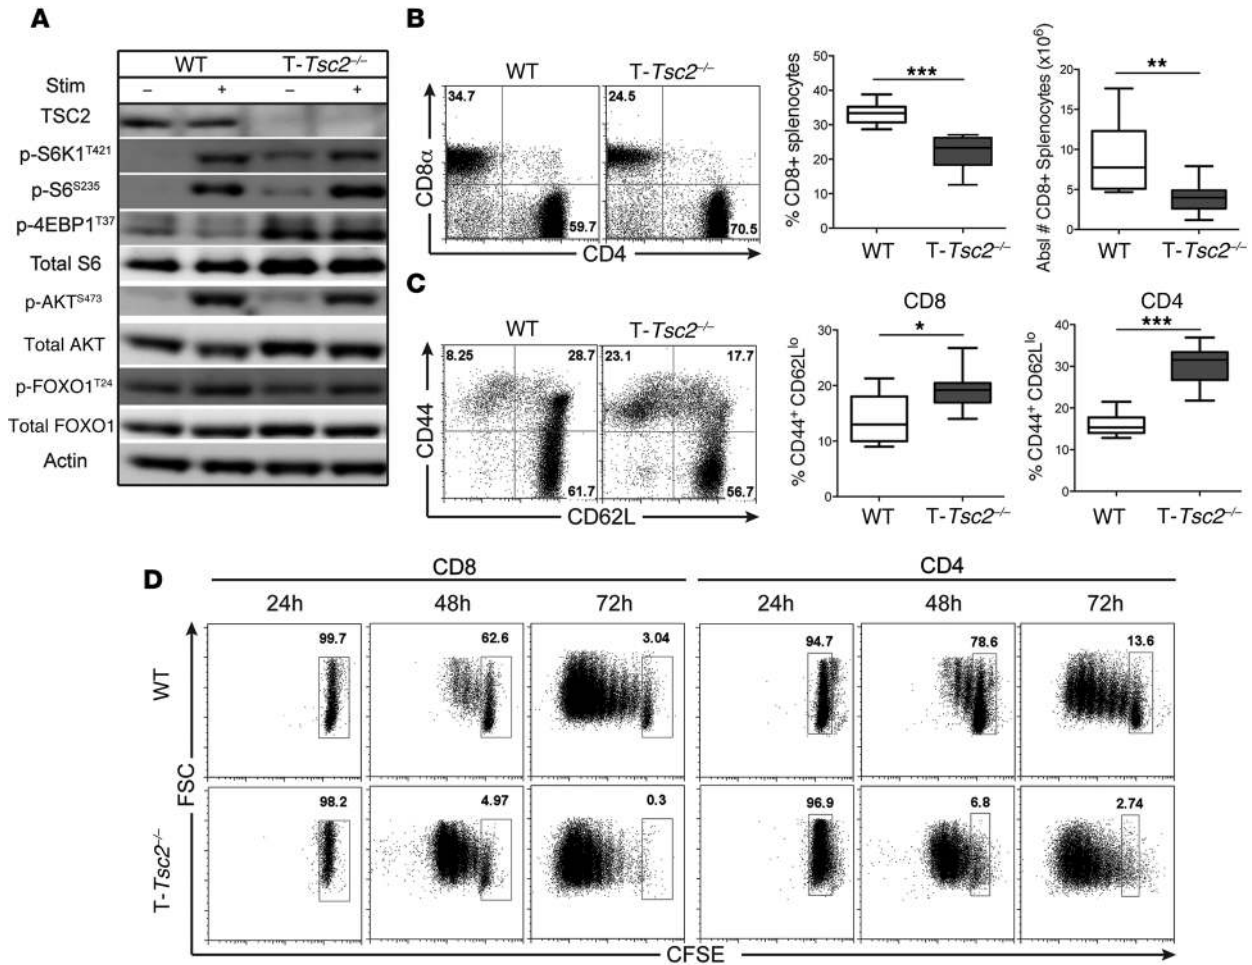 A
WT T-Tsc2–/–
Stim – + – +
TSC2
p-S6K1T421
p-S6S235
p-4EBP1T37
Total S6
p-AKTS473
Total AKT
p-FOXO1T24
Total FOXO1
Actin
B
WT T-Tsc2–/–
34.7 24.5
59.7 70.5
CD8α
CD4
% CD8+ splenocytes
50
40
30
20
10
0
***
WT T-Tsc2–/–
Absl # CD8+ Splenocytes (x10⁶)
20
15
10
5
0
**
WT T-Tsc2–/–
C
WT T-Tsc2–/–
8.25 28.7 23.1 17.7
61.7 56.7
CD44
CD62L
CD8
% CD44+ CD62Llo
30
20
10
0
*
WT T-Tsc2–/–
CD4
% CD44+ CD62Llo
40
30
20
10
0
***
WT T-Tsc2–/–
D
CD8 CD4
24h 48h 72h 24h 48h 72h
WT
99.7 62.6 3.04 94.7 78.6 13.6
FSC
T-Tsc2–/–
98.2 4.97 0.3 96.9 6.8 2.74
CFSE